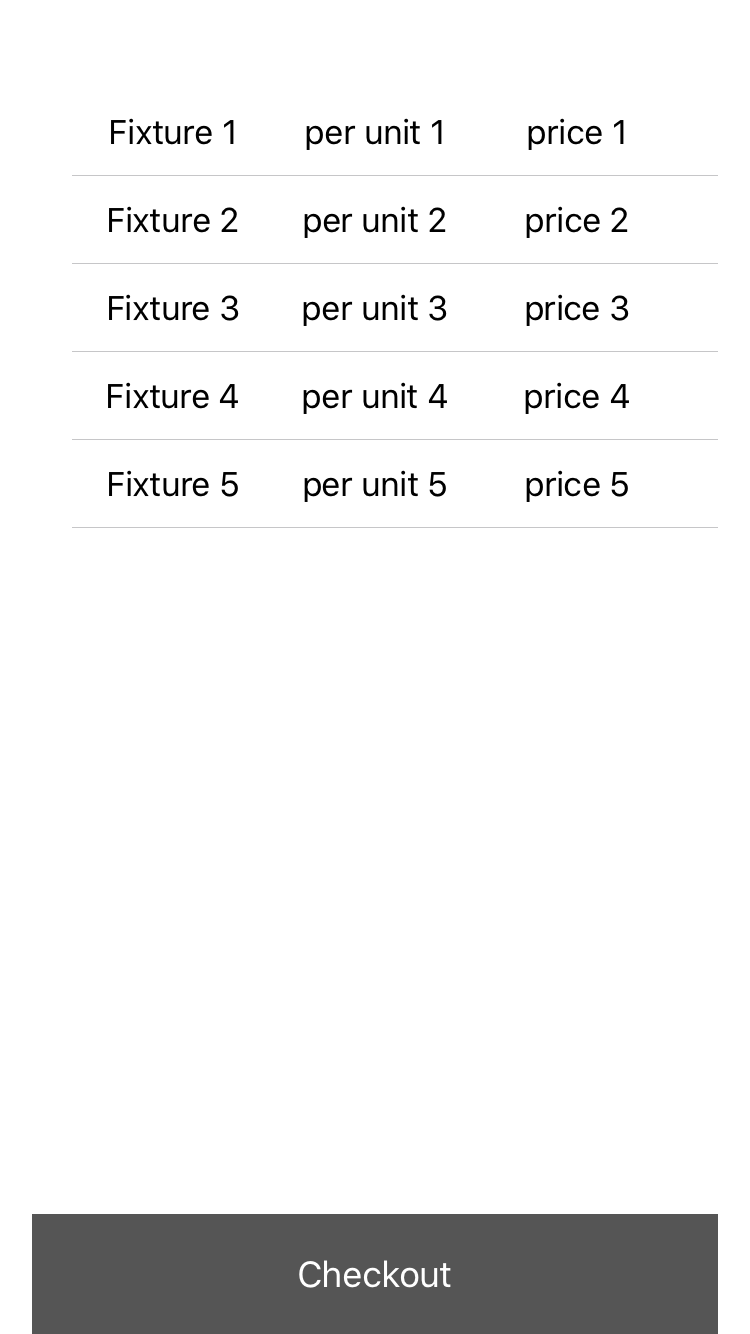 Fixture 1 per unit 1 price 1
Fixture 2 per unit 2 price 2
Fixture 3 per unit 3 price 3
Fixture 4 per unit 4 price 4
Fixture 5 per unit 5 price 5
Checkout